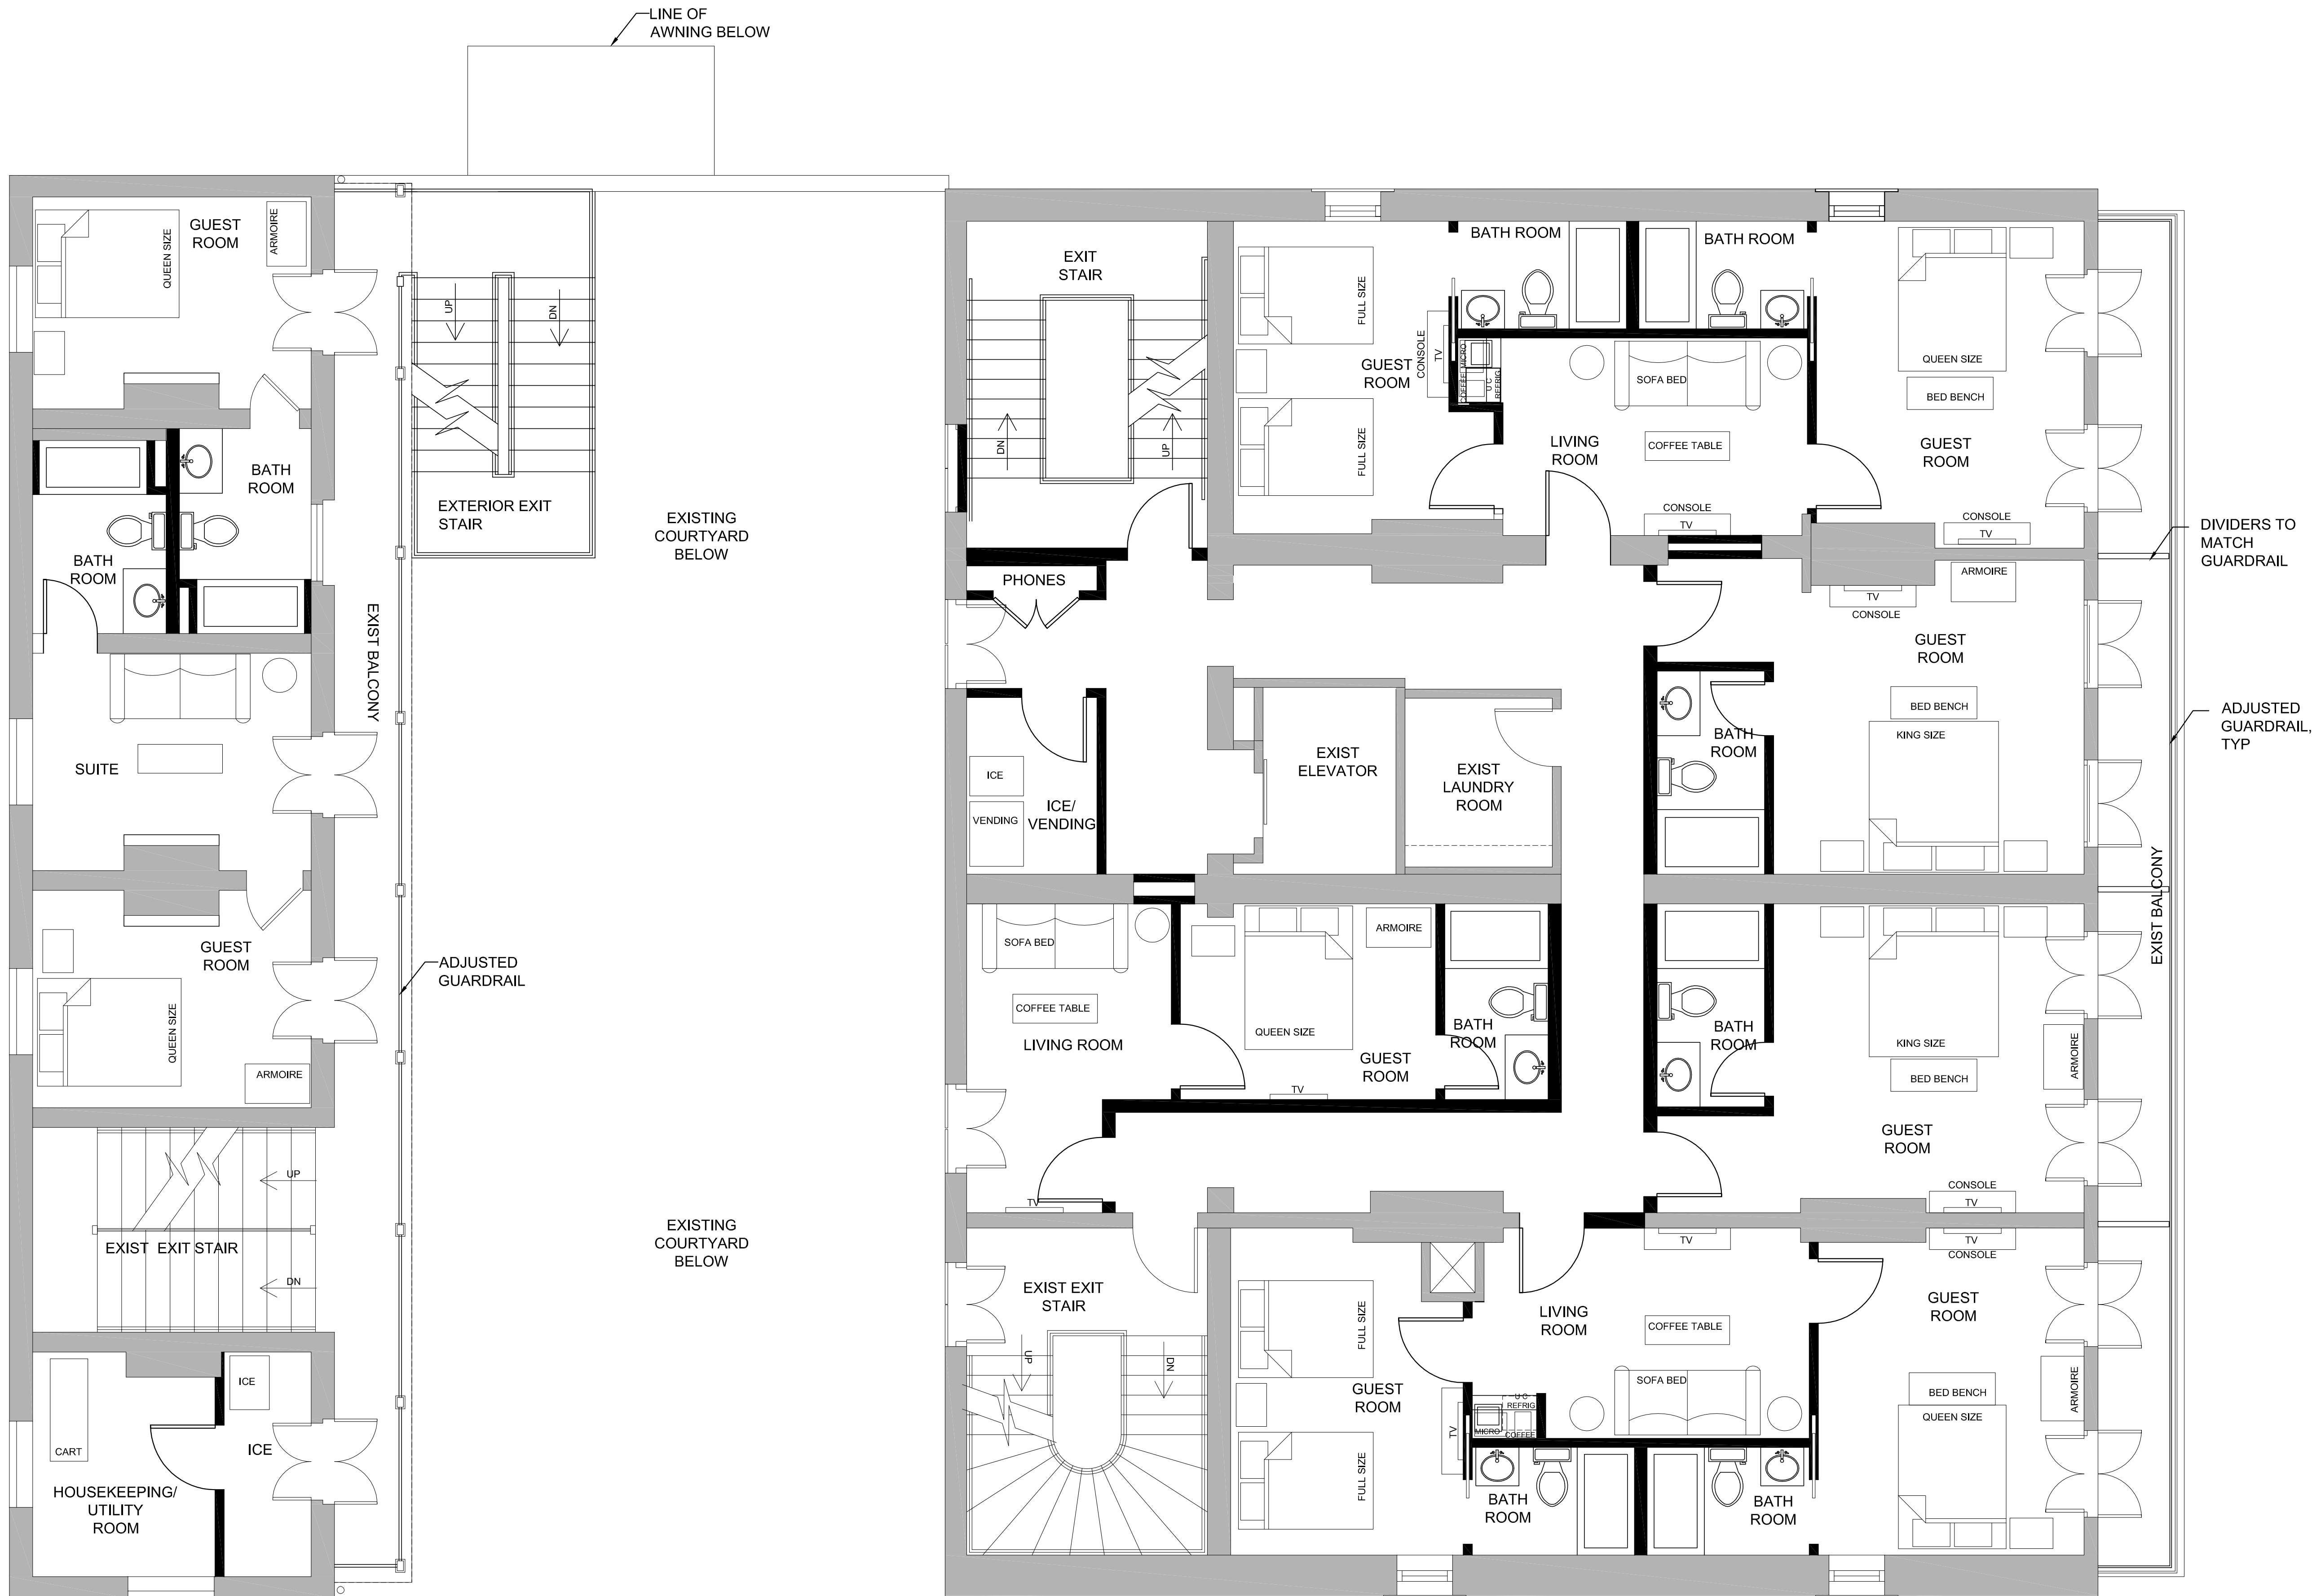 LINE OF
AWNING BELOW
GUEST
ROOM
ARMOIRE
QUEEN SIZE
UP
DN
EXTERIOR EXIT
STAIR
BATH
ROOM
BATH
ROOM
EXIST BALCONY
SUITE
GUEST
ROOM
QUEEN SIZE
ARMOIRE
ADJUSTED
GUARDRAIL
UP
EXIST EXIT STAIR
DN
ICE
CART
ICE
HOUSEKEEPING/
UTILITY
ROOM
EXISTING
COURTYARD
BELOW
EXISTING
COURTYARD
BELOW
EXIT
STAIR
DN
UP
PHONES
ICE
VENDING
ICE/
VENDING
EXIST
ELEVATOR
EXIST
LAUNDRY
ROOM
FULL SIZE
FULL SIZE
GUEST
ROOM
CONSOLE
TV
BATH ROOM
BATH ROOM
MICRO
COFFEE
U C
REFRIG
SOFA BED
LIVING
ROOM
COFFEE TABLE
CONSOLE
TV
QUEEN SIZE
BED BENCH
GUEST
ROOM
CONSOLE
TV
DIVIDERS TO
MATCH
GUARDRAIL
TV
CONSOLE
ARMOIRE
GUEST
ROOM
BED BENCH
KING SIZE
BATH
ROOM
ADJUSTED
GUARDRAIL,
TYP
EXIST BALCONY
SOFA BED
COFFEE TABLE
LIVING ROOM
TV
ARMOIRE
QUEEN SIZE
GUEST
ROOM
TV
BATH
ROOM
BATH
ROOM
KING SIZE
BED BENCH
ARMOIRE
GUEST
ROOM
CONSOLE
TV
EXIST EXIT
STAIR
UP
DN
FULL SIZE
FULL SIZE
GUEST
ROOM
TV
TV
LIVING
ROOM
COFFEE TABLE
SOFA BED
U C
REFRIG
MICRO
COFFEE
BATH
ROOM
BATH
ROOM
TV
CONSOLE
GUEST
ROOM
ARMOIRE
BED BENCH
QUEEN SIZE